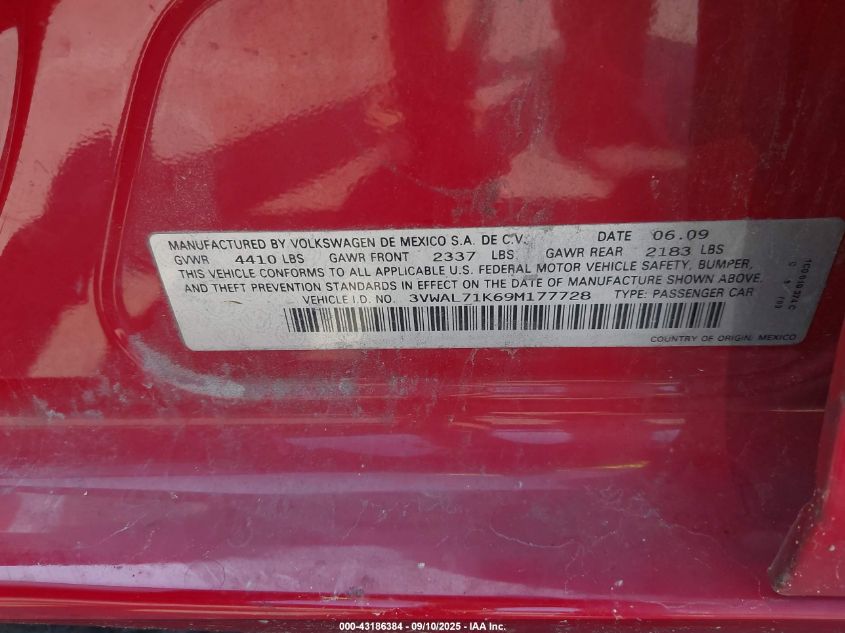 MANUFACTURED BY VOLKSWAGEN DE MEXICO S.A. DE C.V. DATE 06.09
GVWR 4410 LBS GAWR FRONT 2337 LBS GAWR REAR 2183 LBS
THIS VEHICLE CONFORMS TO ALL APPLICABLE U.S. FEDERAL MOTOR VEHICLE SAFETY, BUMPER,
AND THEFT PREVENTION STANDARDS IN EFFECT ON THE DATE OF MANUFACTURE SHOWN ABOVE.
VEHICLE I.D. NO. 3VWAL71K69M177728 TYPE: PASSENGER CAR
COUNTRY OF ORIGIN: MEXICO
000-43186384 - 09/10/2025 - IAA Inc.